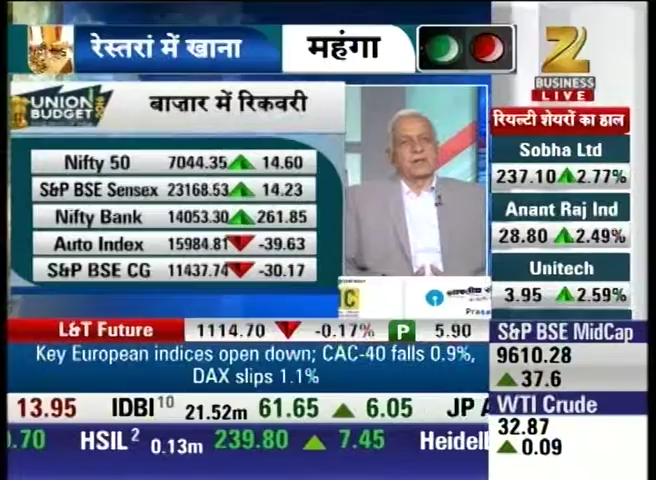 रेस्तरां में खाना
महंगा
Z
BUSINESS
LIVE
UNION
BUDGET
बाज़ार में रिकवरी
Nifty 50 7044.35 14.60
S&P BSE Sensex 23168.53 14.23
Nifty Bank 14053.30 261.85
Auto Index 15984.81 -39.63
S&P BSE CG 11437.74 -30.17
रियल्टी शेयरों का हाल
Sobha Ltd
237.10 2.77%
Anant Raj Ind
28.80 2.49%
Unitech
3.95 2.59%
L&T Future 1114.70 -0.17% P 5.90
Key European indices open down; CAC-40 falls 0.9%,
DAX slips 1.1%
S&P BSE MidCap
9610.28
37.6
WTI Crude
32.87
0.09
13.95 IDBI 10 21.52m 61.65 6.05 JP A
0.70 HSIL 2 0.13m 239.80 7.45 Heidell